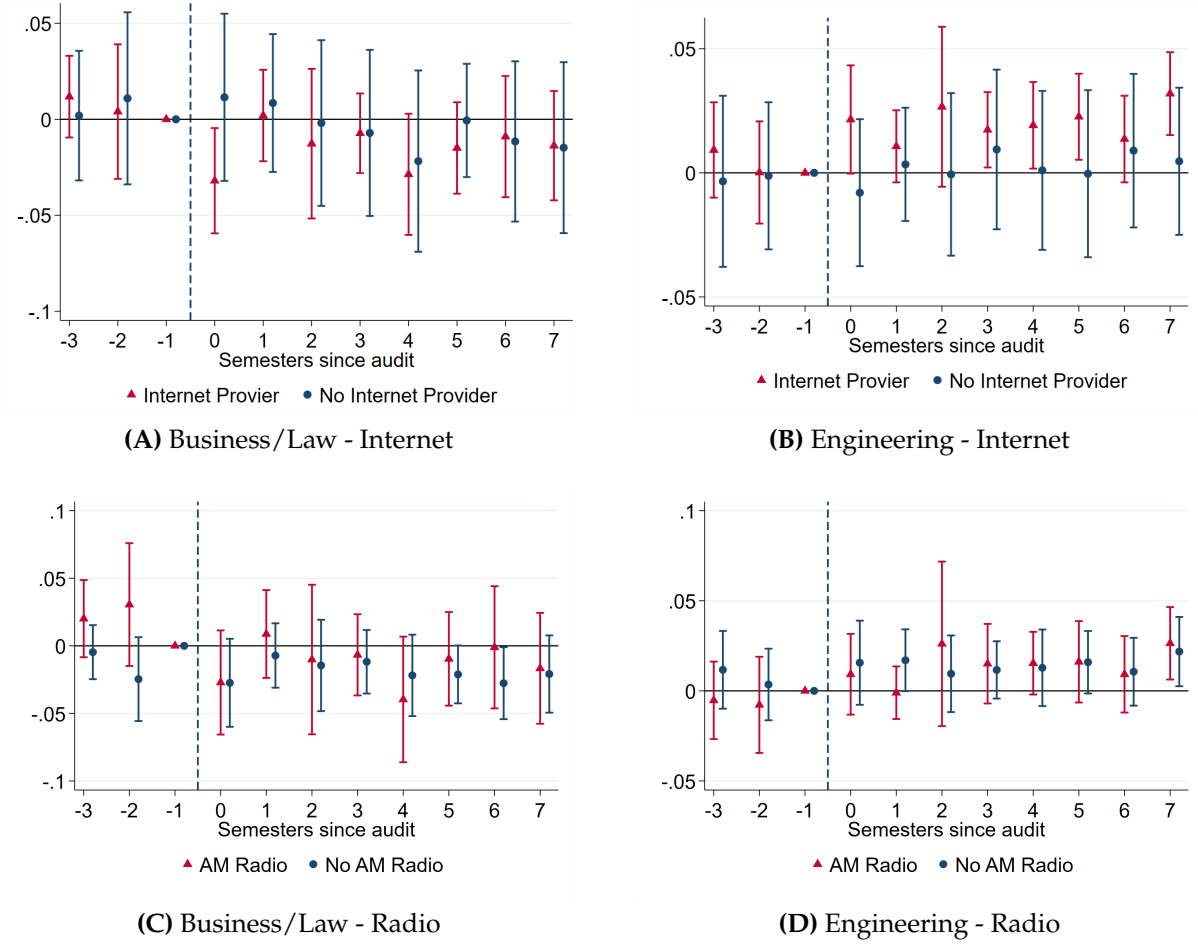 .05
0
-.05
-.1
-3 -2 -1 0 1 2 3 4 5 6 7
Semesters since audit
Internet Provier No Internet Provider
(A) Business/Law - Internet
.05
0
-.05
-3 -2 -1 0 1 2 3 4 5 6 7
Semesters since audit
Internet Provier No Internet Provider
(B) Engineering - Internet
.1
.05
0
-.05
-.1
-3 -2 -1 0 1 2 3 4 5 6 7
Semesters since audit
AM Radio No AM Radio
(C) Business/Law - Radio
.1
.05
0
-.05
-3 -2 -1 0 1 2 3 4 5 6 7
Semesters since audit
AM Radio No AM Radio
(D) Engineering - Radio